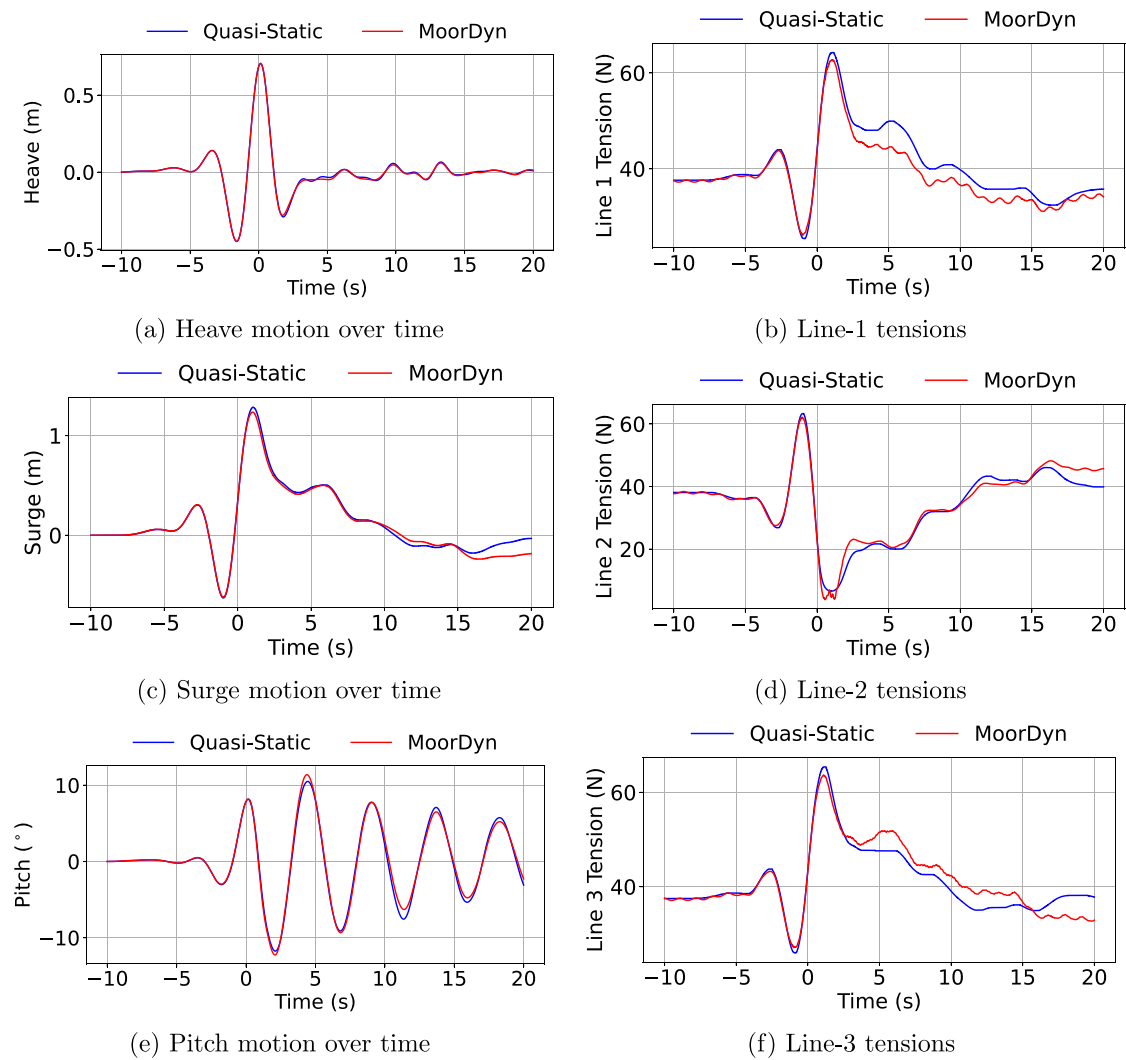 Quasi-Static MoorDyn
Heave (m)
0.5
0.0
−0.5
−10 −5 0 5 10 15 20
Time (s)
(a) Heave motion over time
Quasi-Static MoorDyn
Line 1 Tension (N)
60
40
−10 −5 0 5 10 15 20
Time (s)
(b) Line-1 tensions
Quasi-Static MoorDyn
Surge (m)
1
0
−10 −5 0 5 10 15 20
Time (s)
(c) Surge motion over time
Quasi-Static MoorDyn
Line 2 Tension (N)
60
40
20
−10 −5 0 5 10 15 20
Time (s)
(d) Line-2 tensions
Quasi-Static MoorDyn
Pitch (°)
10
0
−10
−10 −5 0 5 10 15 20
Time (s)
(e) Pitch motion over time
Quasi-Static MoorDyn
Line 3 Tension (N)
60
40
−10 −5 0 5 10 15 20
Time (s)
(f) Line-3 tensions